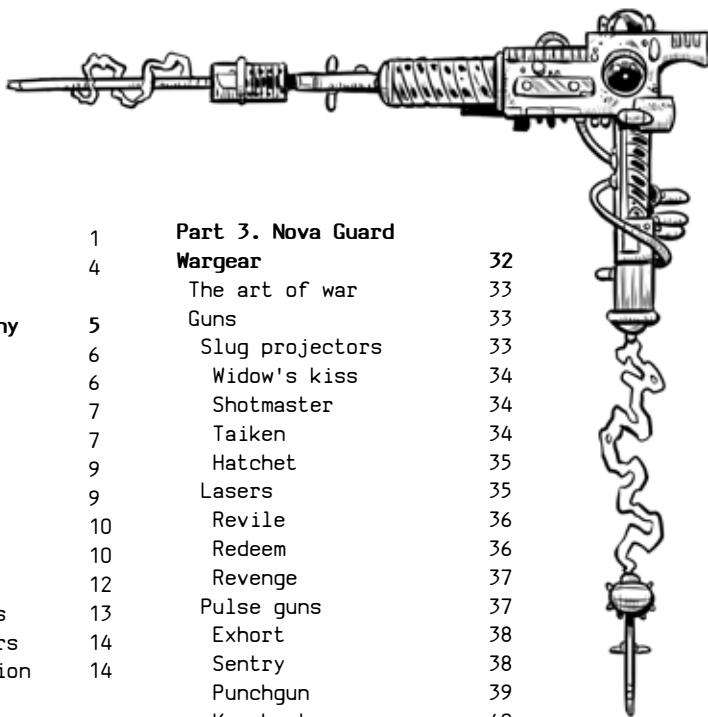 1
4
5
6
6
7
7
9
9
10
10
12
13
14
14
Part 3. Nova Guard
Wargear 32
The art of war 33
Guns 33
Slug projectors 33
Widow's kiss 34
Shotmaster 34
Taiken 34
Hatchet 35
Lasers 35
Revile 36
Redeem 36
Revenge 37
Pulse guns 37
Exhort 38
Sentry 38
Punchgun 39